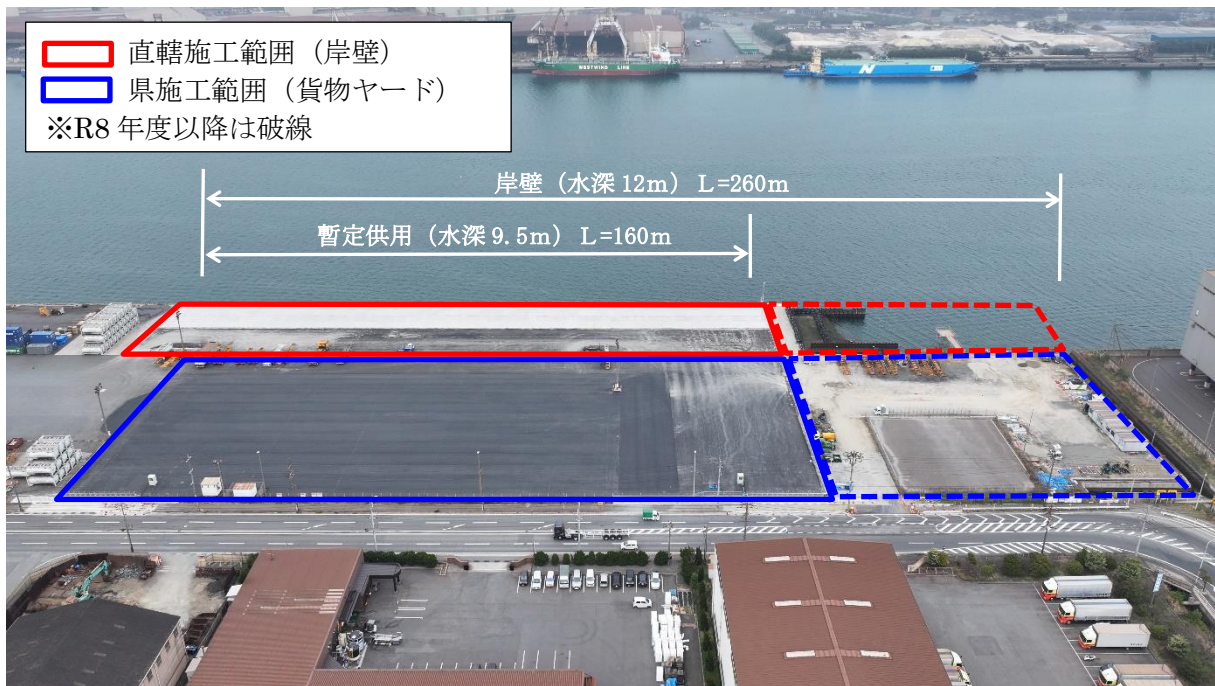 直轄施工範囲（岸壁）
県施工範囲（貨物ヤード）
※R8 年度以降は破線
WESTWIND LINE
N
岸壁（水深 12m）L=260m
暫定供用（水深 9.5m）L=160m